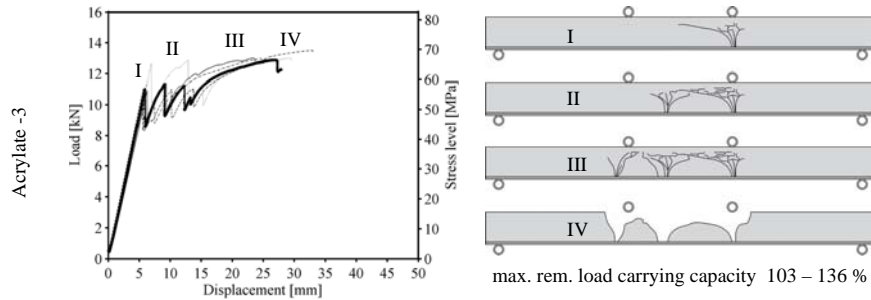 Acrylate -3
Load [kN]
16
14
12
10
8
6
4
2
0
I
II
III
IV
80
70
60
50
40
30
20
10
0
Stress level [MPa]
0 5 10 15 20 25 30 35 40 45 50
Displacement [mm]
I
II
III
IV
max. rem. load carrying capacity 103 – 136 %